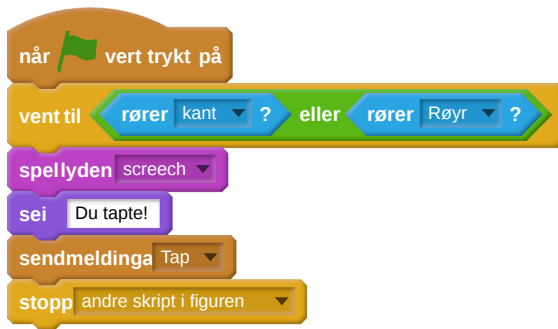 når vert trykt på
vent til rører kant ? eller rører Røyr ?
spel lyden screech
sei Du tapte!
send meldinga Tap
stopp andre skript i figuren